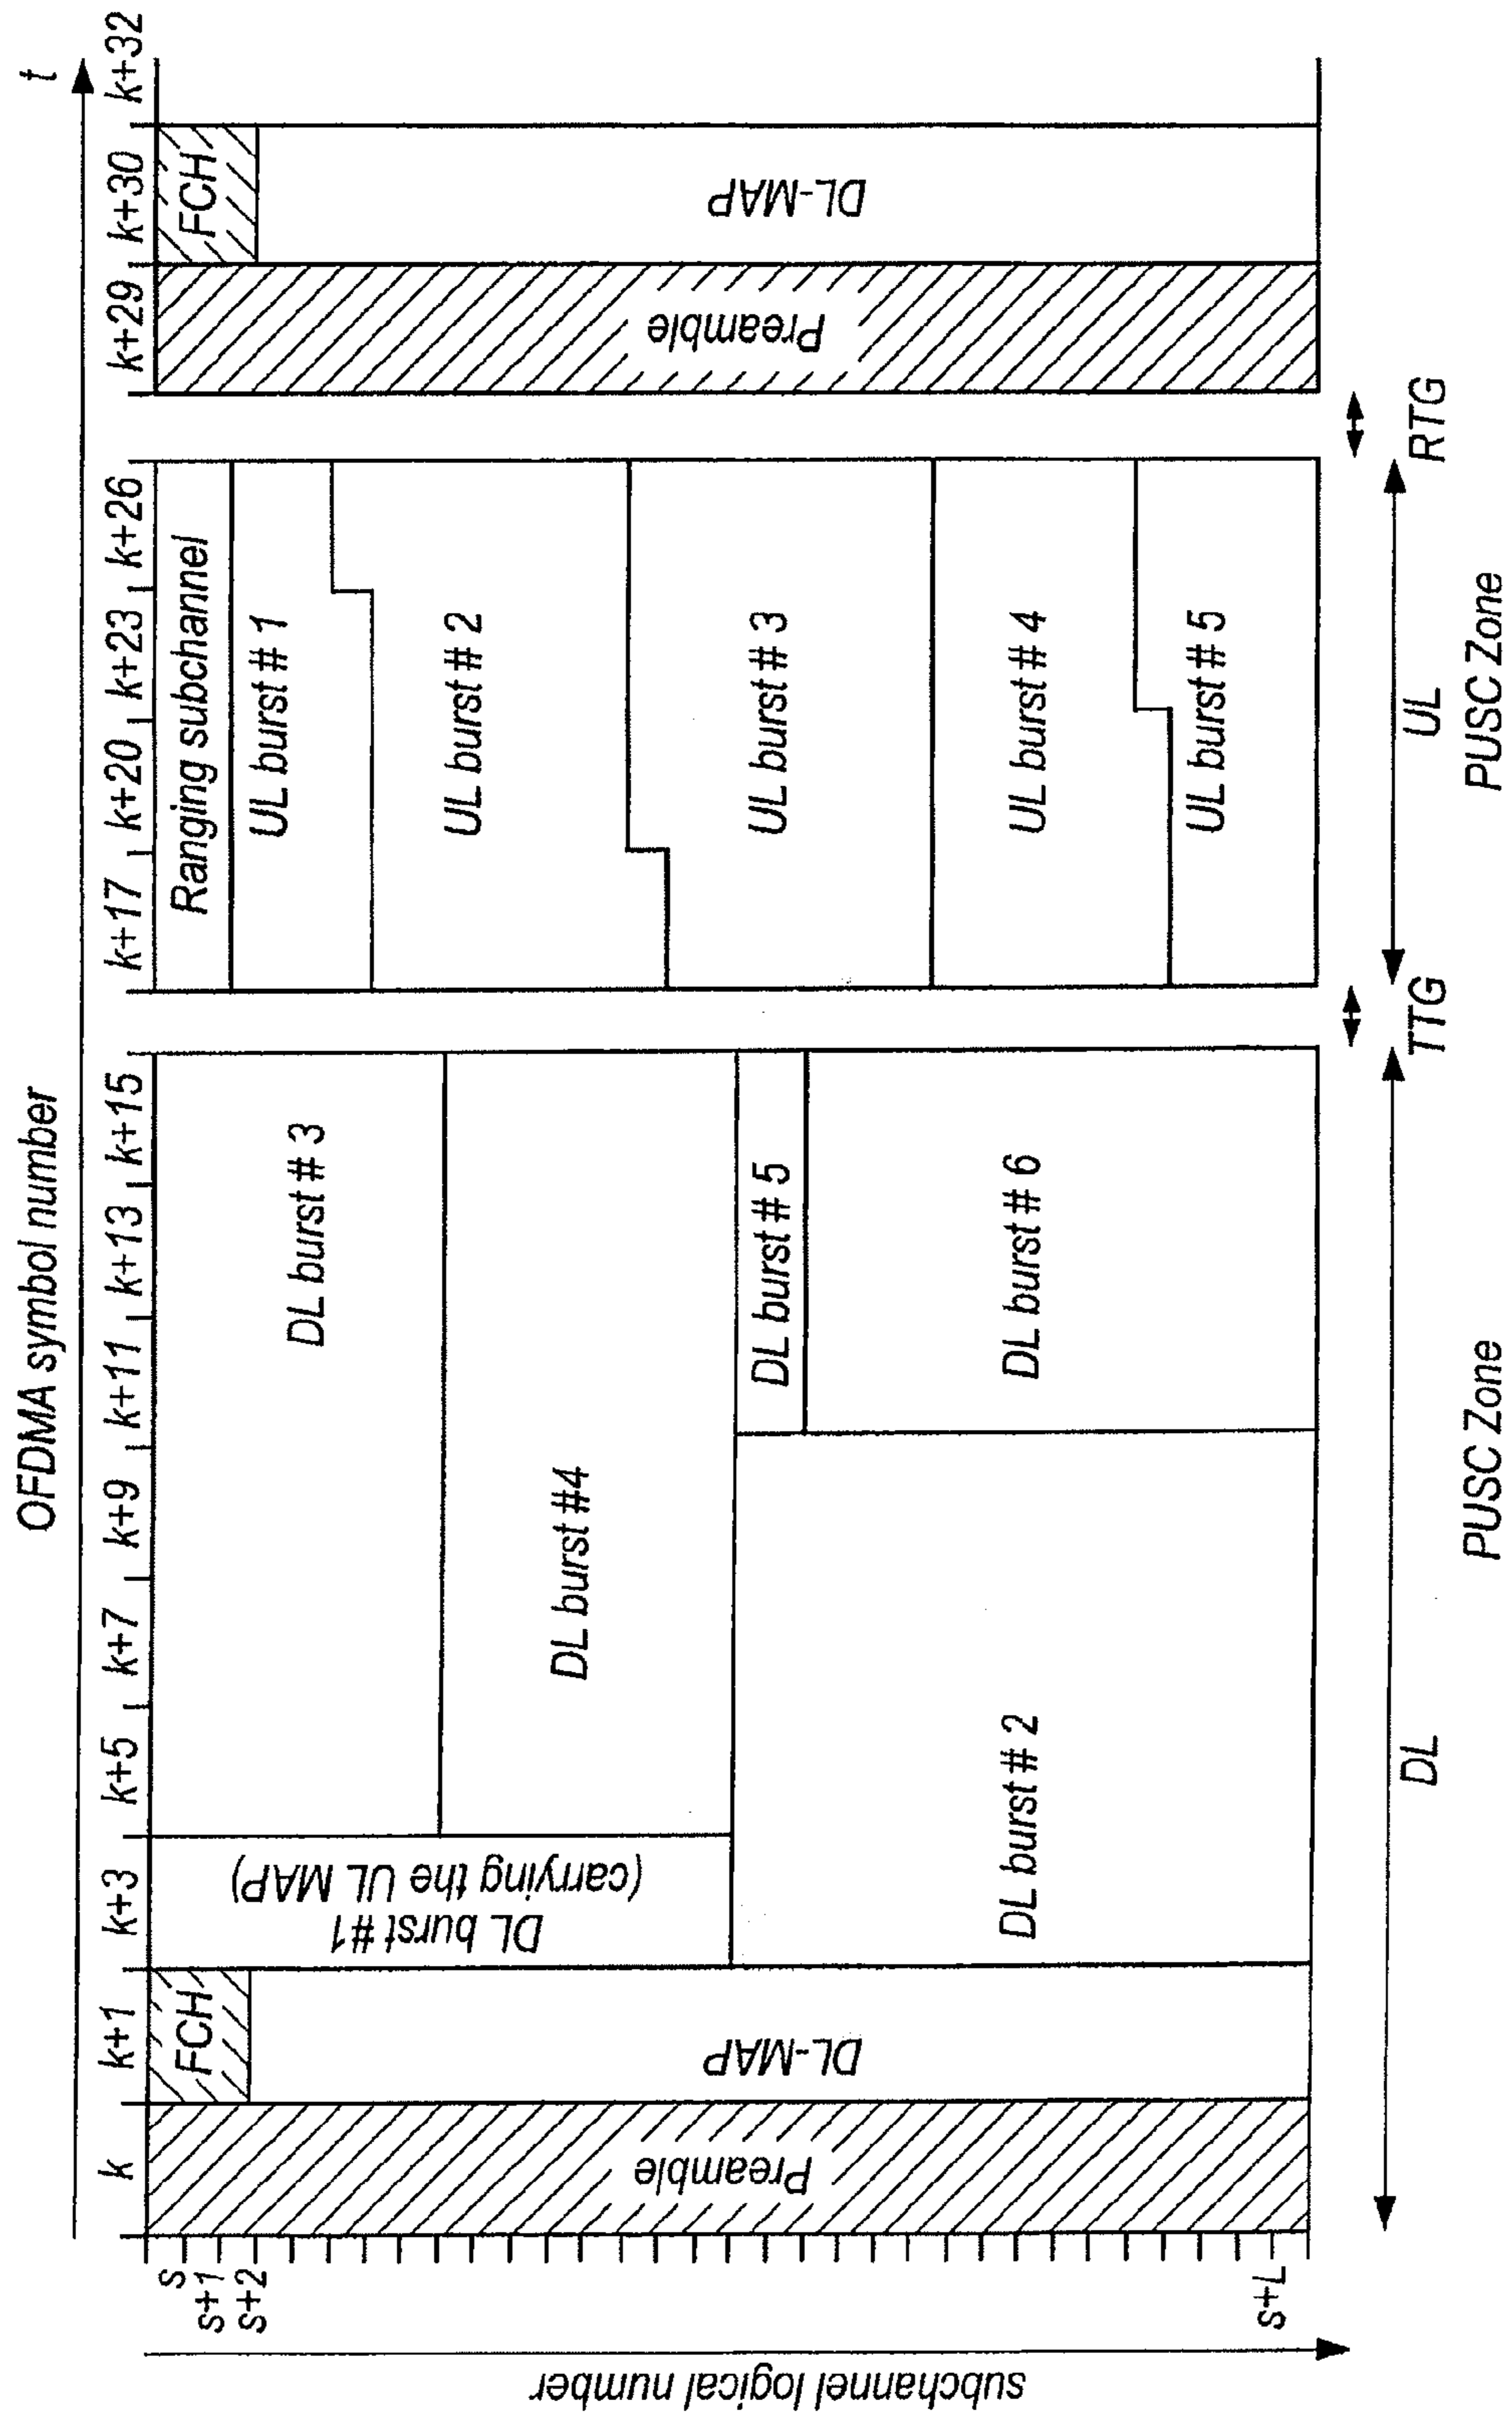 OFDMA symbol number
t
k
k+1
k+3
k+5
k+7
k+9
k+11
k+13
k+15
k+17
k+20
k+23
k+26
k+29
k+30
k+32
subchannel logical number
s
s+1
s+2
s+L
Preamble
FCH
DL-MAP
DL burst #1
(carrying the UL MAP)
DL burst # 3
DL burst #4
DL burst # 2
DL burst # 5
DL burst # 6
Ranging subchannel
UL burst # 1
UL burst # 2
UL burst # 3
UL burst # 4
UL burst # 5
Preamble
FCH
DL-MAP
DL
TTG
UL
RTG
PUSC Zone
PUSC Zone